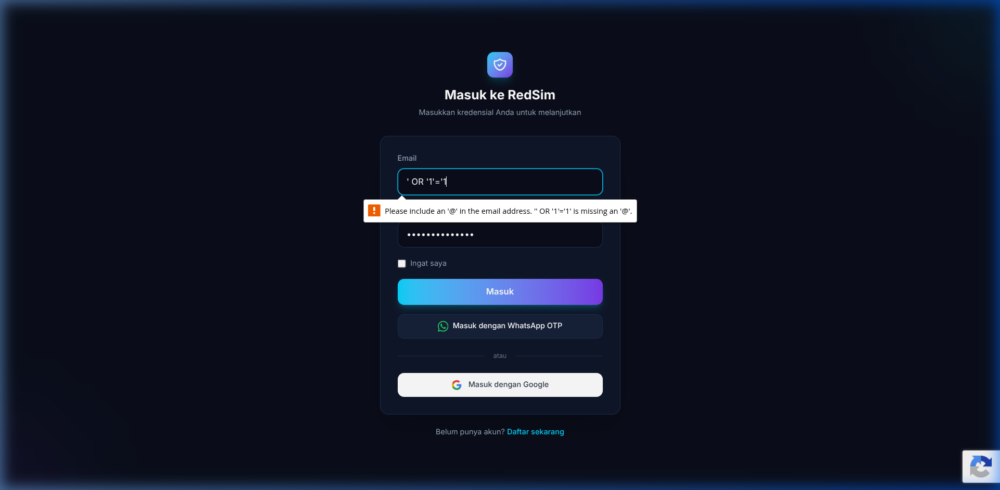 Masuk ke RedSim
Masukkan kredensial Anda untuk melanjutkan
Email
' OR '1'='1
Please include an '@' in the email address. '' OR '1'='1' is missing an '@'.
••••••••••••••
Ingat saya
Masuk
Masuk dengan WhatsApp OTP
atau
Masuk dengan Google
Belum punya akun? Daftar sekarang